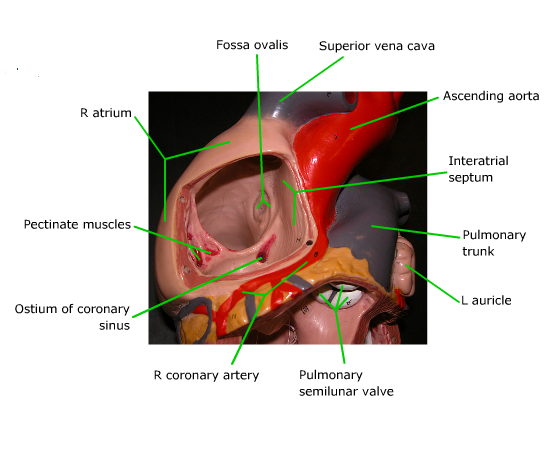 Fossa ovalis
Superior vena cava
Ascending aorta
R atrium
Interatrial
septum
Pectinate muscles
Pulmonary
trunk
Ostium of coronary
sinus
L auricle
R coronary artery
Pulmonary
semilunar valve